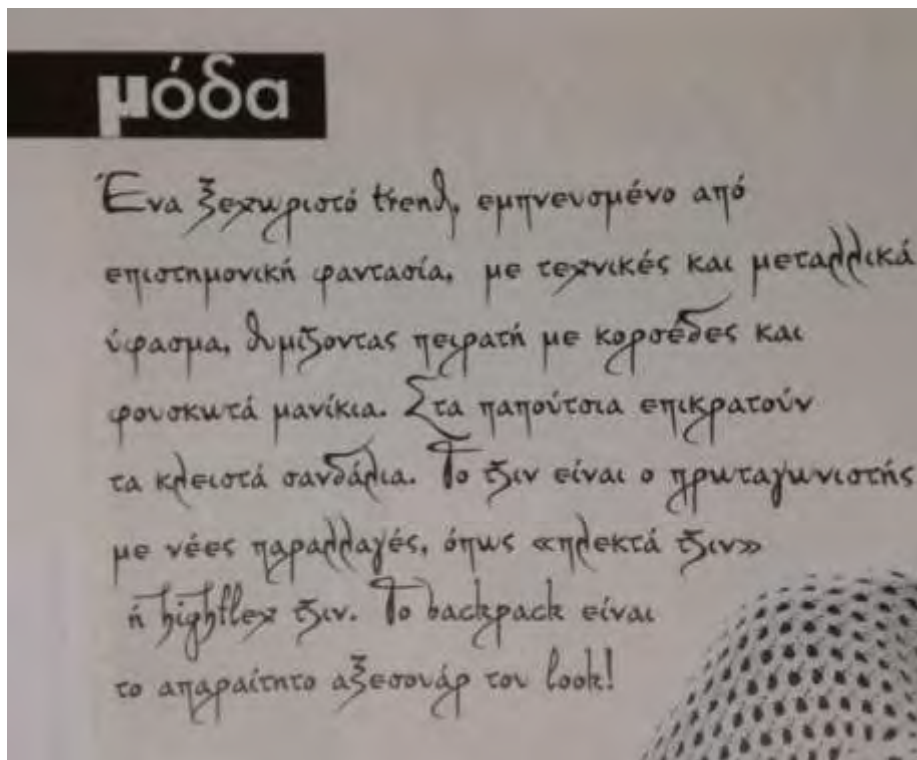 μόδα
Ένα ξεχωριστό trend, εμπνευσμένο από
επιστημονική φαντασία, με τεχνικές και μεταλλικά
ύφασμα, θυμίζοντας πειρατή με κορσέδες και
φουσκωτά μανίκια. Στα παπούτσια επικρατούν
τα κλειστά σανδάλια. Το τζιν είναι ο πρωταγωνιστής
με νέες παραλλαγές, όπως «πλεκτά τζιν»
ή highflex τζιν. Το backpack είναι
το απαραίτητο αξεσουάρ του look!